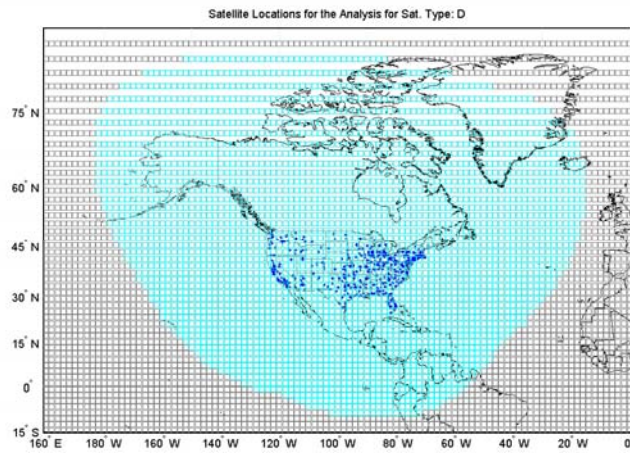 Satellite Locations for the Analysis for Sat. Type: D
75° N
60° N
45° N
30° N
15° N
0°
15° S
160° E 180° W 160° W 140° W 120° W 100° W 80° W 60° W 40° W 20° W 0